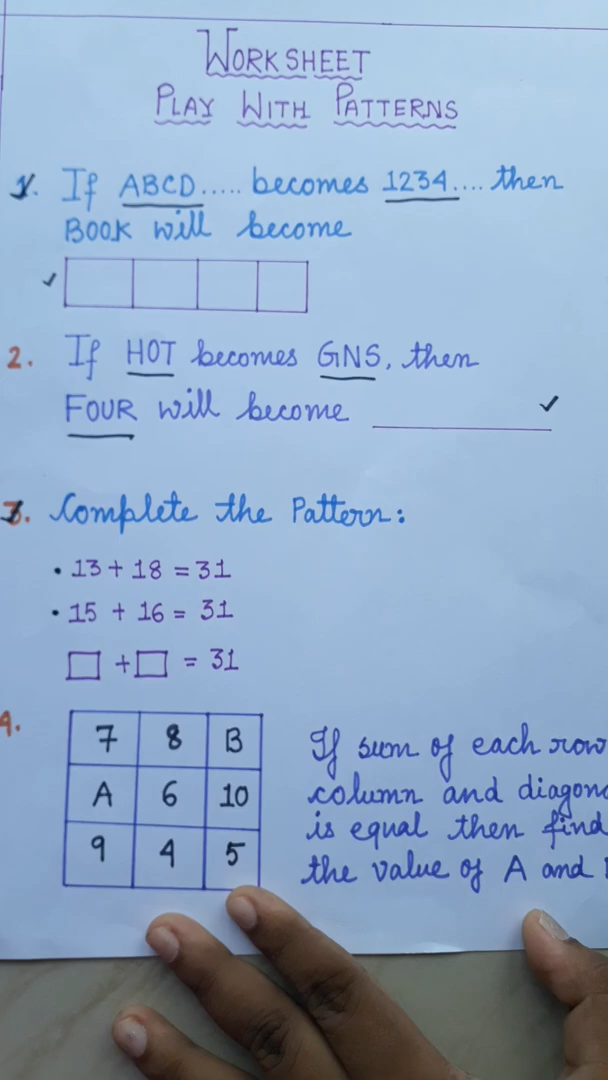 WORKSHEET
PLAY WITH PATTERNS
1. If ABCD..... becomes 1234.... then
BOOK will become
2. If HOT becomes GNS, then
FOUR will become
3. Complete the Pattern:
• 13 + 18 = 31
• 15 + 16 = 31
□ + □ = 31
4.
7 8 B
A 6 10
9 4 5
If sum of each row
column and
is equal then find
the value of A and